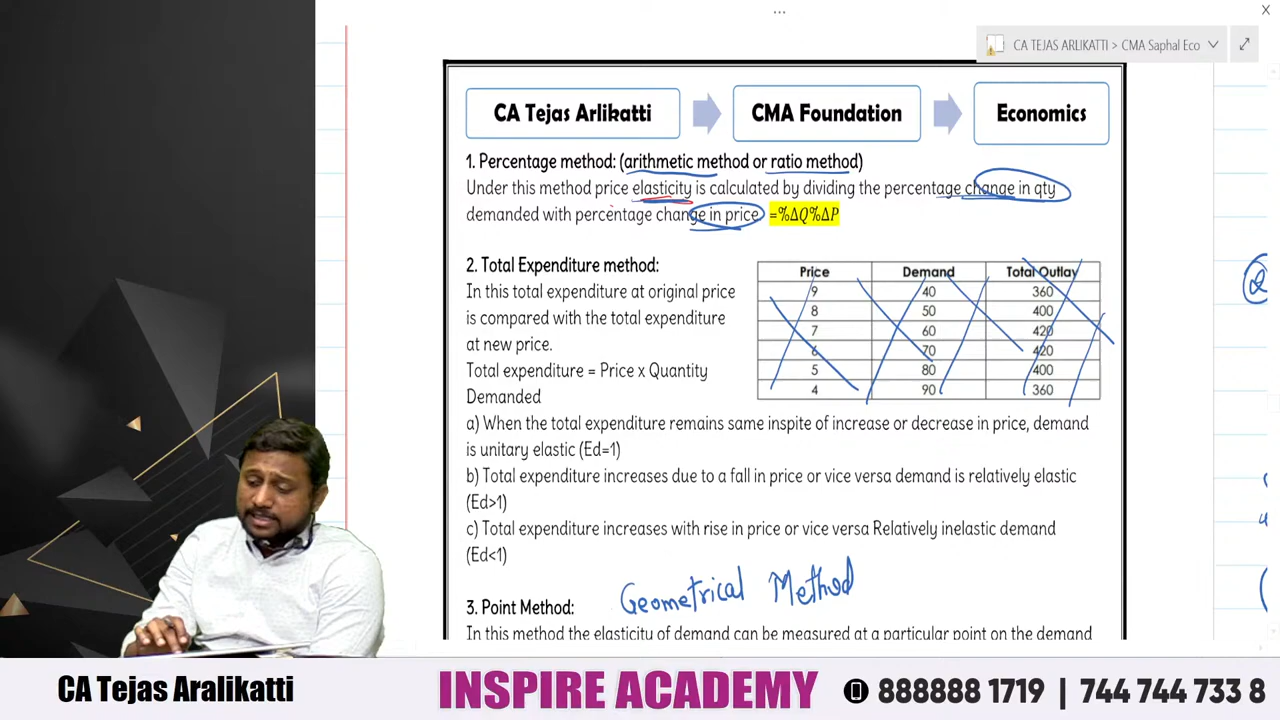 CA TEJAS ARLIKATTI > CMA Saphal Eco
CA Tejas Arlikatti
CMA Foundation
Economics
1. Percentage method: (arithmetic method or ratio method)
Under this method price elasticity is calculated by dividing the percentage change in qty
demanded with percentage change in price =%ΔQ%ΔP
2. Total Expenditure method:
In this total expenditure at original price
is compared with the total expenditure
at new price.
Total expenditure = Price x Quantity
Demanded
Price Demand Total Outlay
9 40 360
8 50 400
7 60 420
6 70 420
5 80 400
4 90 360
a) When the total expenditure remains same inspite of increase or decrease in price, demand
is unitary elastic (Ed=1)
b) Total expenditure increases due to a fall in price or vice versa demand is relatively elastic
(Ed>1)
c) Total expenditure increases with rise in price or vice versa Relatively inelastic demand
(Ed<1)
Geometrical Method
3. Point Method:
In this method the elasticity of demand can be measured at a particular point on the demand
CA Tejas Aralikatti
INSPIRE ACADEMY
888888 1719 | 744 744 733 8